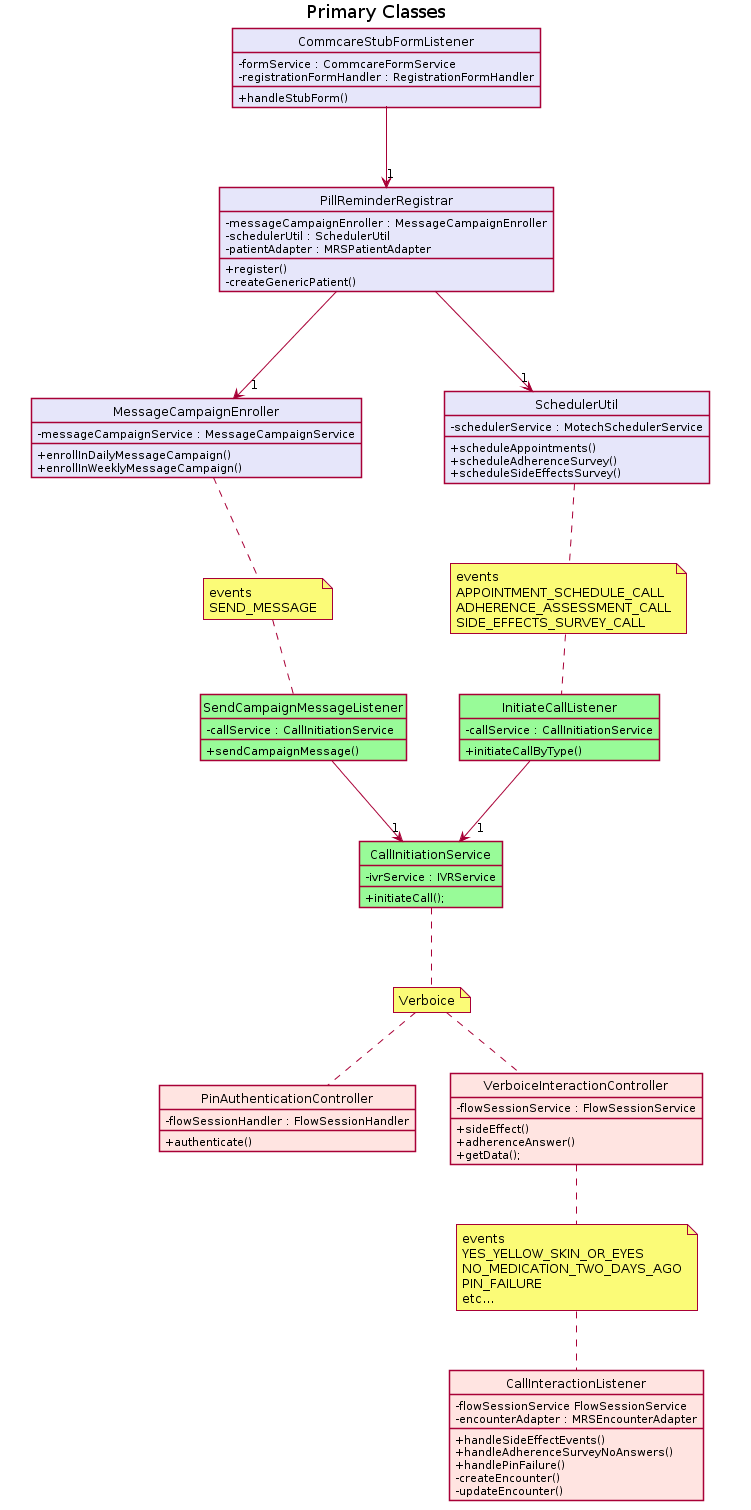 Primary Classes
CommcareStubFormListener
-formService : CommcareFormService
-registrationFormHandler : RegistrationFormHandler
+handleStubForm()
1
PillReminderRegistrar
-messageCampaignEnroller : MessageCampaignEnroller
-schedulerUtil : SchedulerUtil
-patientAdapter : MRSPatientAdapter
+register()
-createGenericPatient()
1
1
MessageCampaignEnroller
-messageCampaignService : MessageCampaignService
+enrollInDailyMessageCampaign()
+enrollInWeeklyMessageCampaign()
SchedulerUtil
-schedulerService : MotechSchedulerService
+scheduleAppointments()
+scheduleAdherenceSurvey()
+scheduleSideEffectsSurvey()
events
SEND_MESSAGE
events
APPOINTMENT_SCHEDULE_CALL
ADHERENCE_ASSESSMENT_CALL
SIDE_EFFECTS_SURVEY_CALL
SendCampaignMessageListener
-callService : CallInitiationService
+sendCampaignMessage()
InitiateCallListener
-callService : CallInitiationService
+initiateCallByType()
1
1
CallInitiationService
-ivrService : IVRService
+initiateCall();
Verboice
PinAuthenticationController
-flowSessionHandler : FlowSessionHandler
+authenticate()
VerboiceInteractionController
-flowSessionService : FlowSessionService
+sideEffect()
+adherenceAnswer()
+getData();
events
YES_YELLOW_SKIN_OR_EYES
NO_MEDICATION_TWO_DAYS_AGO
PIN_FAILURE
etc...
CallInteractionListener
-flowSessionService FlowSessionService
-encounterAdapter : MRSEncounterAdapter
+handleSideEffectEvents()
+handleAdherenceSurveyNoAnswers()
+handlePinFailure()
-createEncounter()
-updateEncounter()